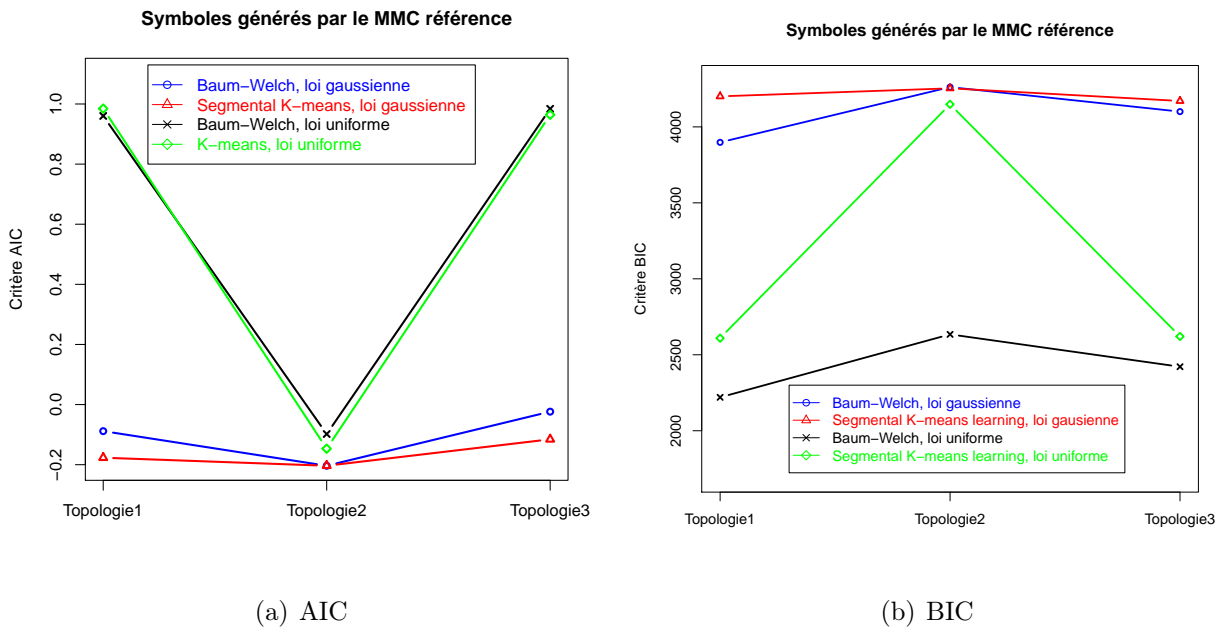 Symboles générés par le MMC référence
Baum−Welch, loi gaussienne
Segmental K−means, loi gaussienne
Baum−Welch, loi uniforme
K−means, loi uniforme
Critère AIC
1.0
0.8
0.6
0.4
0.2
0.0
−0.2
Topologie1
Topologie2
Topologie3
(a) AIC
Symboles générés par le MMC référence
Critère BIC
4000
3500
3000
2500
2000
Baum−Welch, loi gaussienne
Segmental K−means learning, loi gausienne
Baum−Welch, loi uniforme
Segmental K−means learning, loi uniforme
Topologie1
Topologie2
Topologie3
(b) BIC